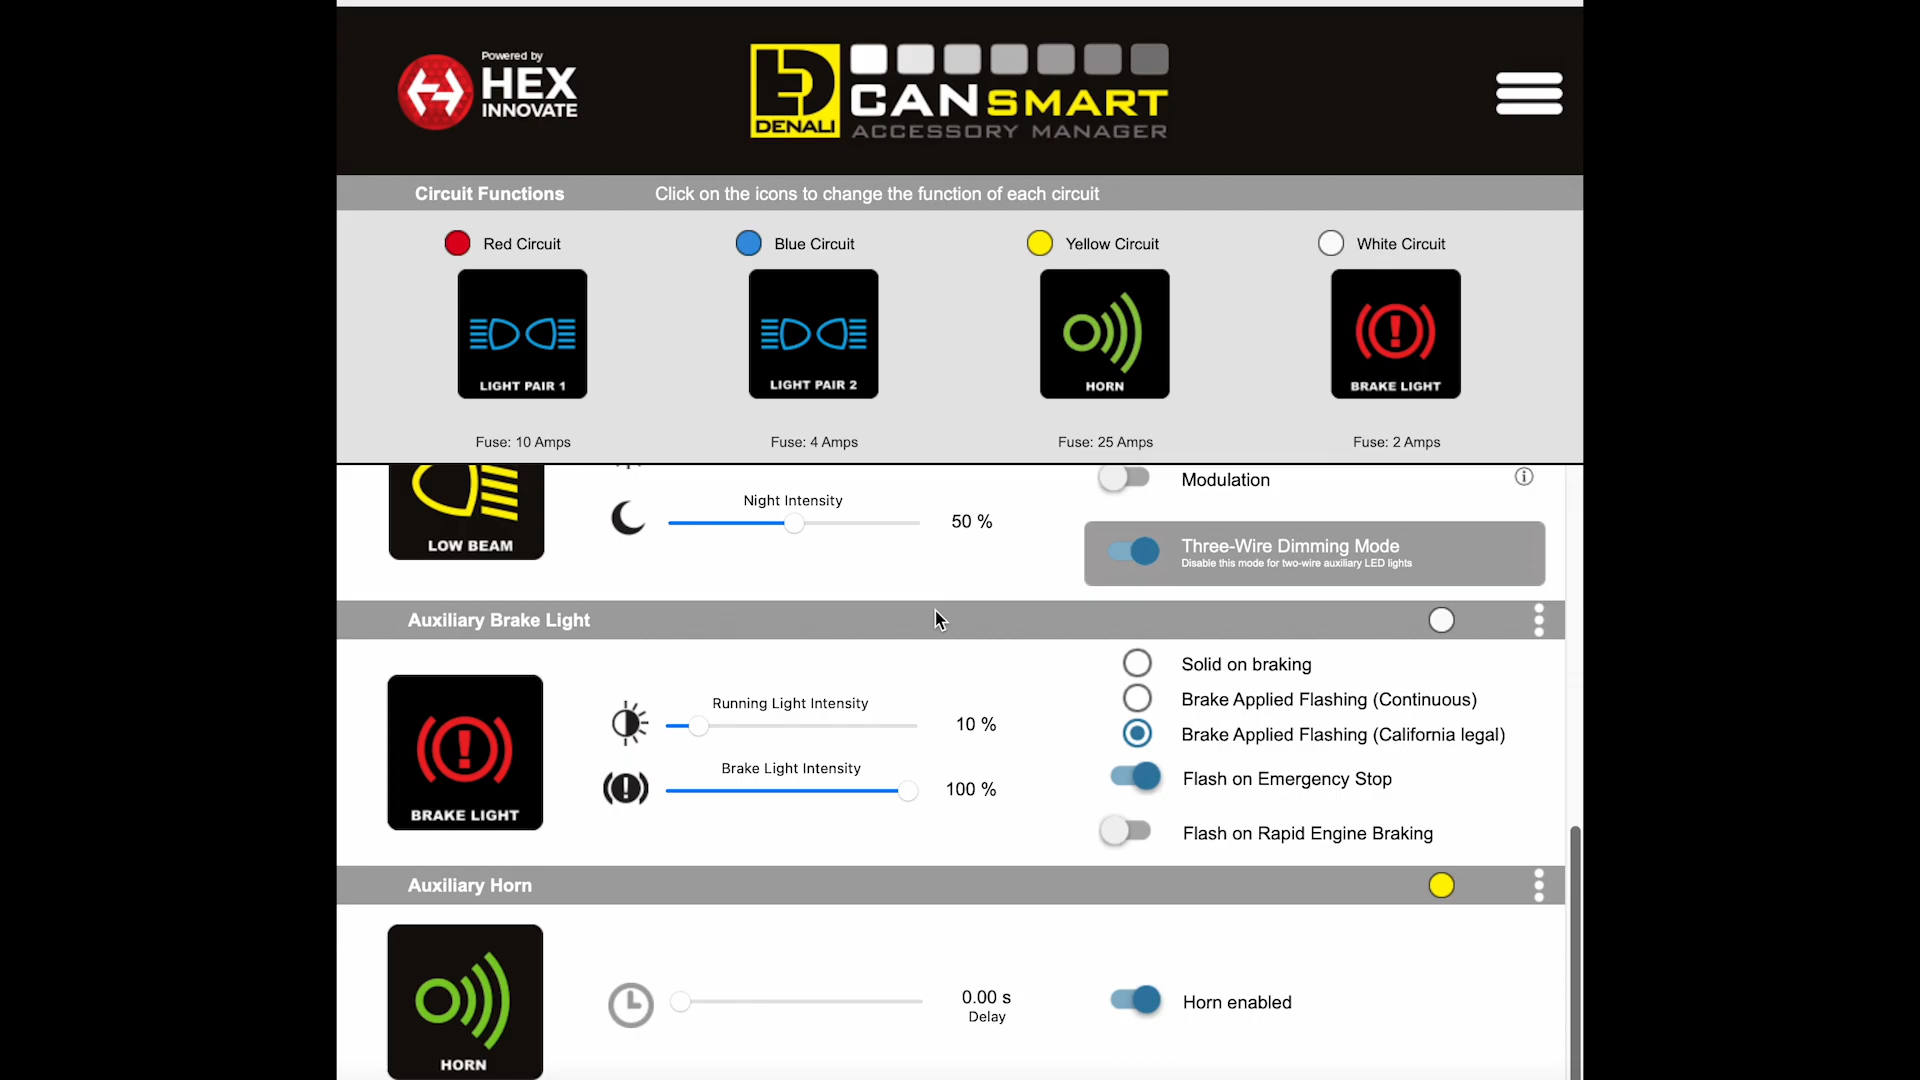 Powered by
HEX
INNOVATE
DENALI
CANSMART
ACCESSORY MANAGER
Circuit Functions
Click on the icons to change the function of each circuit
Red Circuit
Blue Circuit
Yellow Circuit
White Circuit
LIGHT PAIR 1
LIGHT PAIR 2
HORN
BRAKE LIGHT
Fuse: 10 Amps
Fuse: 4 Amps
Fuse: 25 Amps
Fuse: 2 Amps
LOW BEAM
Night Intensity
50 %
Modulation
Three-Wire Dimming Mode
Disable this mode for two-wire auxiliary LED lights
Auxiliary Brake Light
BRAKE LIGHT
Running Light Intensity
10 %
Brake Light Intensity
100 %
Solid on braking
Brake Applied Flashing (Continuous)
Brake Applied Flashing (California legal)
Flash on Emergency Stop
Flash on Rapid Engine Braking
Auxiliary Horn
HORN
0.00 s
Delay
Horn enabled